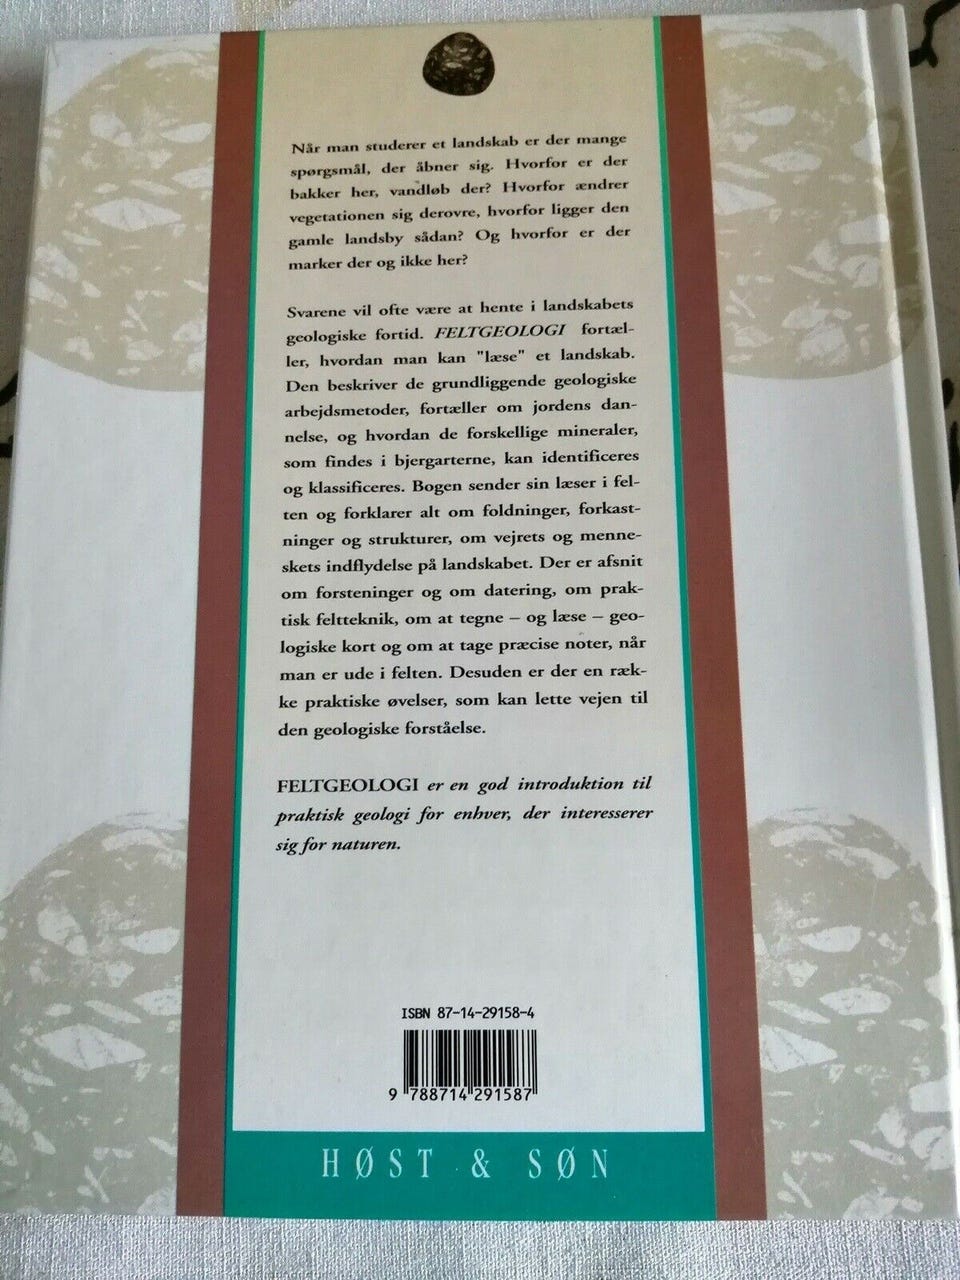 Når man studerer et landskab er der mange
spørgsmål, der åbner sig. Hvorfor er der
bakker her, vandløb der? Hvorfor ændrer
vegetationen sig derovre, hvorfor ligger den
gamle landsby sådan? Og hvorfor er der
marker der og ikke her?
Svarene vil ofte være at hente i landskabets
geologiske fortid. FELTGEOLOGI fortæl-
ler, hvordan man kan "læse" et landskab.
Den beskriver de grundliggende geologiske
arbejdsmetoder, fortæller om jordens dan-
nelse, og hvordan de forskellige mineraler,
som findes i bjergarterne, kan identificeres
og klassificeres. Bogen sender sin læser i fel-
ten og forklarer alt om foldninger, forkast-
ninger og strukturer, om vejrets og menne-
skets indflydelse på landskabet. Der er afsnit
om forsteninger og om datering, om prak-
tisk feltteknik, om at tegne – og læse – geo-
logiske kort og om at tage præcise noter, når
man er ude i felten. Desuden er der en ræk-
ke praktiske øvelser, som kan lette vejen til
den geologiske forståelse.
FELTGEOLOGI er en god introduktion til
praktisk geologi for enhver, der interesserer
sig for naturen.
ISBN 87-14-29158-4
9 788714 291587
HØST & SØN